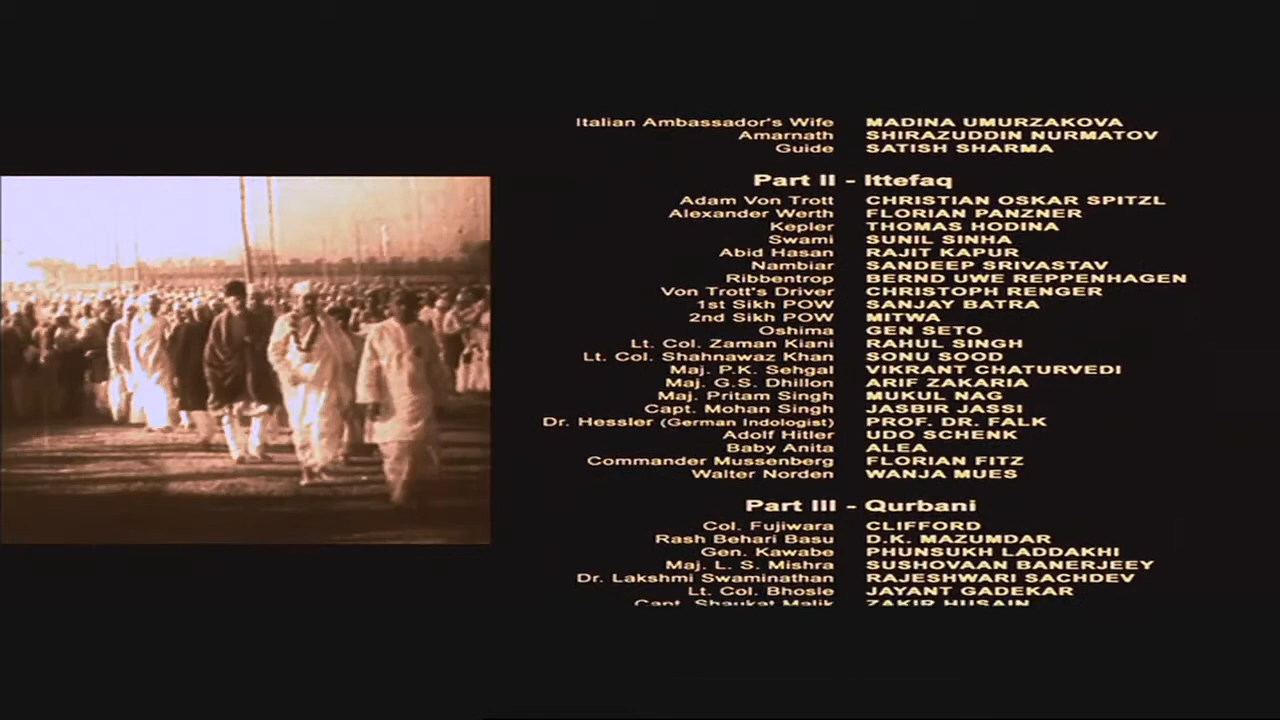 Italian Ambassador's Wife MADINA UMURZAKOVA
Amarnath SHIRAZUDDIN NURMATOV
Guide SATISH SHARMA
Part II - Ittefaq
Adam Von Trott CHRISTIAN OSKAR SPITZL
Alexander Werth FLORIAN PANZNER
Kepler THOMAS HODINA
Swami SUNIL SINHA
Abid Hasan RAJIT KAPUR
Nambiar SANDEEP SRIVASTAV
Ribbentrop BERND UWE REPPENHAGEN
Von Trott's Driver CHRISTOPH RENGER
1st Sikh POW SANJAY BATRA
2nd Sikh POW MITWA
Oshima GEN SETO
Lt. Col. Zaman Kiani RAHUL SINGH
Lt. Col. Shahnawaz Khan SONU SOOD
Maj. P.K. Sehgal VIKRANT CHATURVEDI
Maj. G.S. Dhillon ARIF ZAKARIA
Maj. Pritam Singh MUKUL NAG
Capt. Mohan Singh JASBIR JASSI
Dr. Hessler (German Indologist) PROF. DR. FALK
Adolf Hitler UDO SCHENK
Baby Anita ALEA
Commander Mussenberg FLORIAN FITZ
Walter Norden WANJA MUES
Part III - Qurbani
Col. Fujiwara CLIFFORD
Rash Behari Basu D.K. MAZUMDAR
Gen. Kawabe PHUNSUKH LADDAKHI
Maj. L. S. Mishra SUSHOVAAN BANERJEEY
Dr. Lakshmi Swaminathan RAJESHWARI SACHDEV
Lt. Col. Bhosle JAYANT GADEKAR
Capt. Shaukat Malik ZAKIR HUSAIN